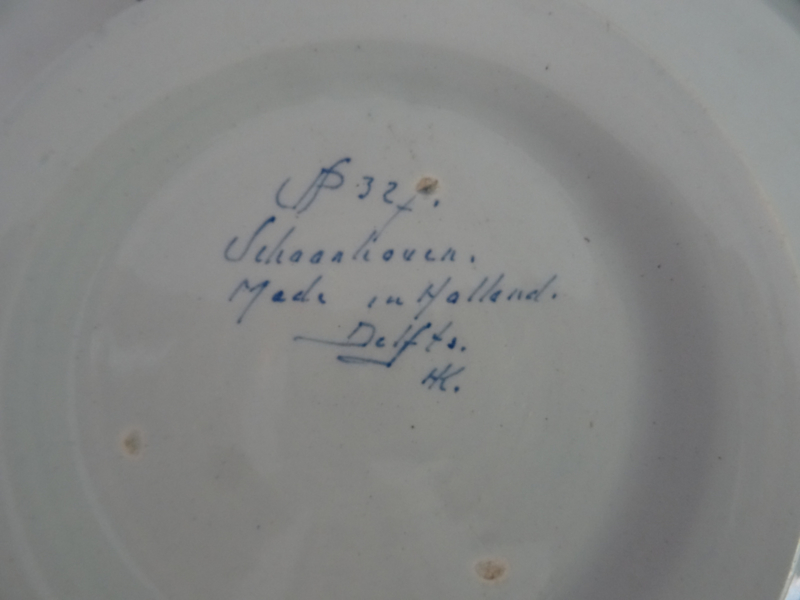 32
Schoonhoven.
Made in Holland.
Delfts.
HK.